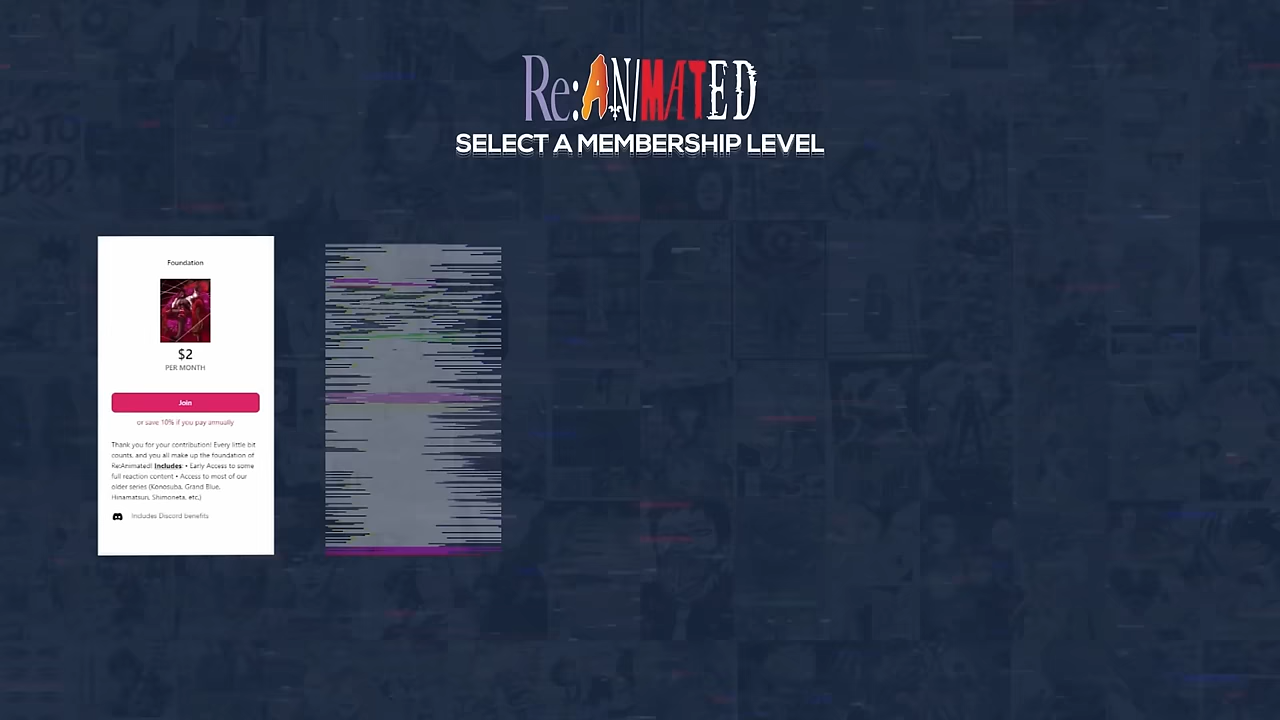 Re:ANIMATED
SELECT A MEMBERSHIP LEVEL
GO TO
BED.
Foundation
$2
PER MONTH
Join
or save 10% if you pay annually
Thank you for your contribution! Every little bit
counts, and you all make up the foundation of
Re:Animated! Includes: • Early Access to some
full reaction content • Access to most of our
older series (Konosuba, Grand Blue,
Hinamatsuri, Shimoneta, etc.)
Includes Discord benefits